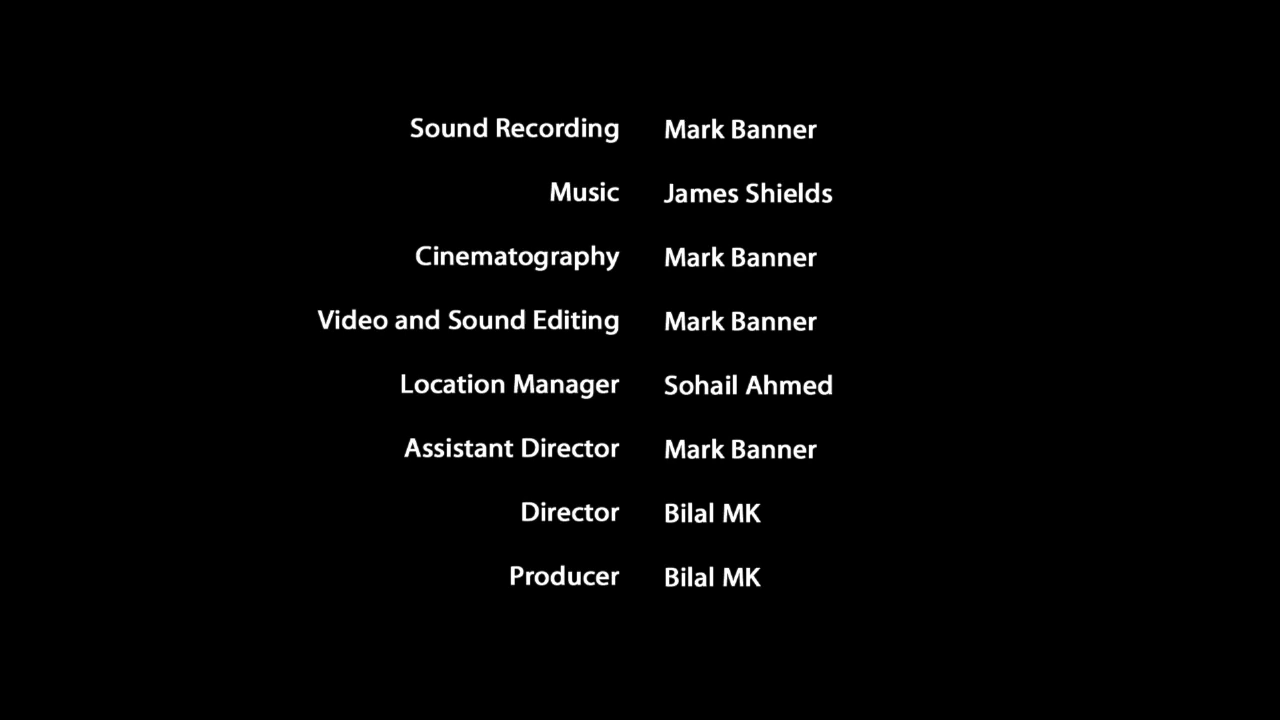 Sound Recording Mark Banner
Music James Shields
Cinematography Mark Banner
Video and Sound Editing Mark Banner
Location Manager Sohail Ahmed
Assistant Director Mark Banner
Director Bilal MK
Producer Bilal MK